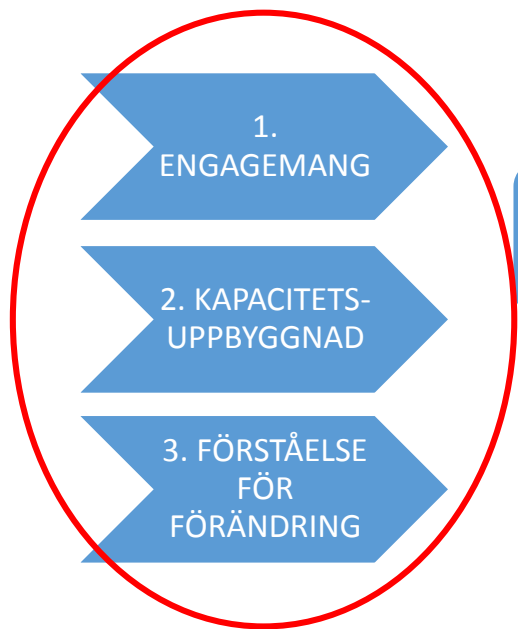 1.
ENGAGEMANG
2. KAPACITETS-
UPPBYGGNAD
3. FÖRSTÅELSE
FÖR
FÖRÄNDRING